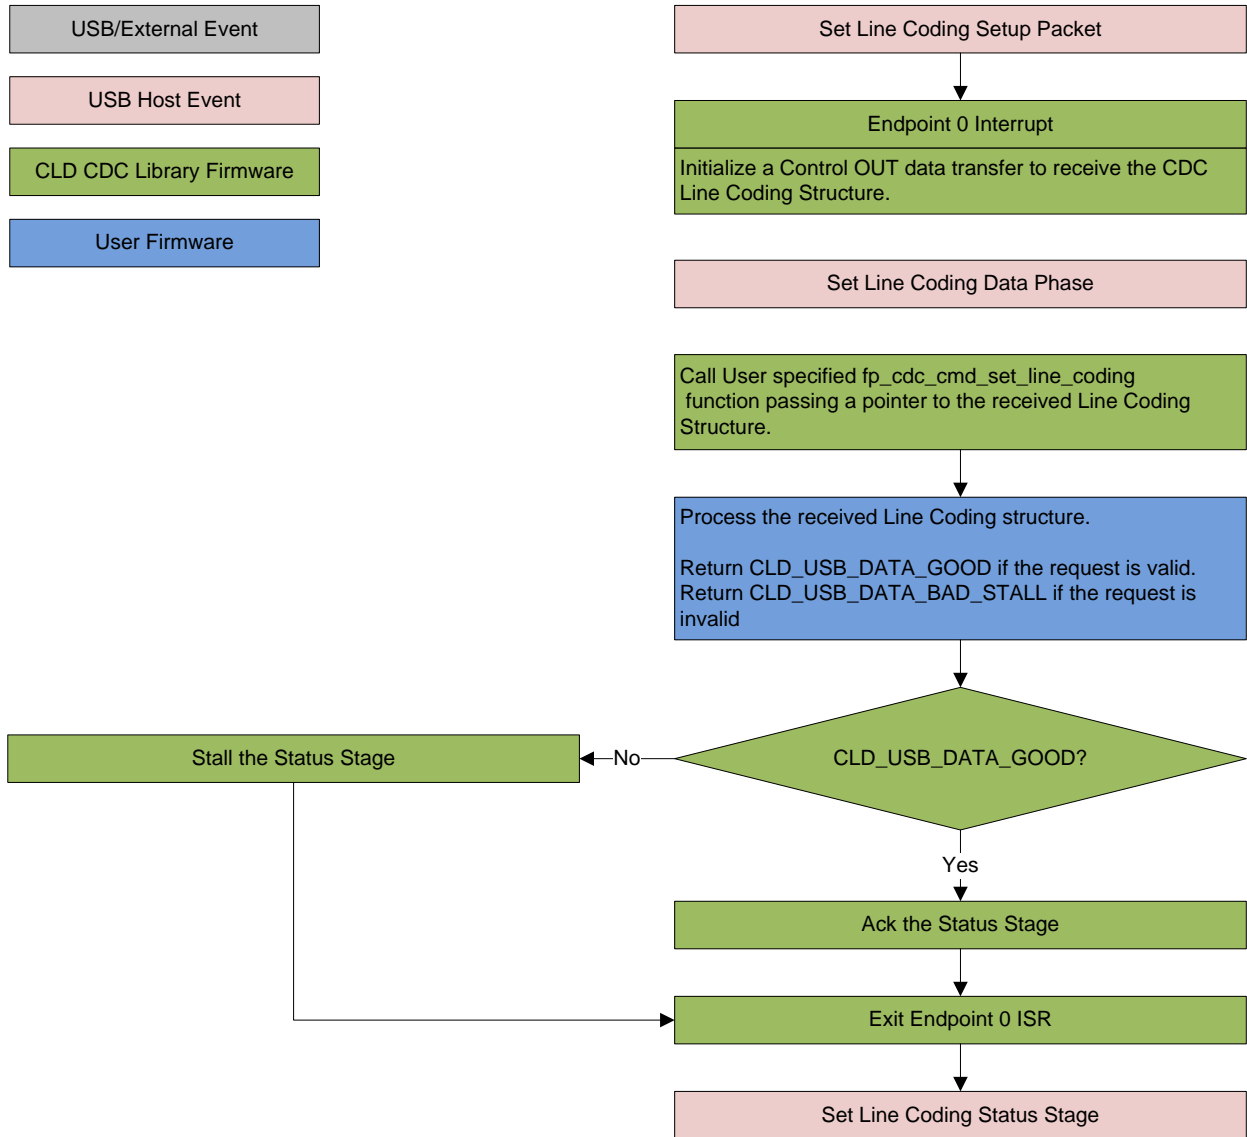 USB/External Event
USB Host Event
CLD CDC Library Firmware
User Firmware
Set Line Coding Setup Packet
Endpoint 0 Interrupt
Initialize a Control OUT data transfer to receive the CDC
Line Coding Structure.
Set Line Coding Data Phase
Call User specified fp_cdc_cmd_set_line_coding
function passing a pointer to the received Line Coding
Structure.
Process the received Line Coding structure.
Return CLD_USB_DATA_GOOD if the request is valid.
Return CLD_USB_DATA_BAD_STALL if the request is
invalid
CLD_USB_DATA_GOOD?
No
Stall the Status Stage
Yes
Ack the Status Stage
Exit Endpoint 0 ISR
Set Line Coding Status Stage